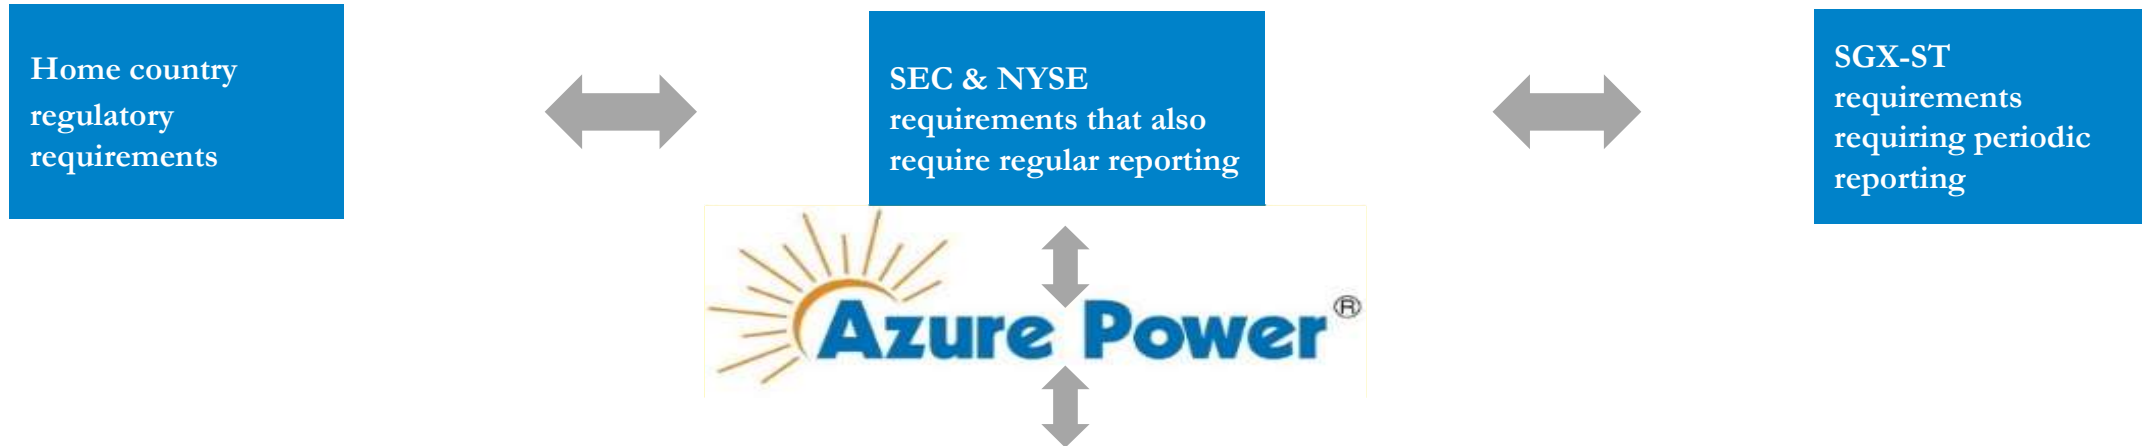 Home country
regulatory
requirements
SEC & NYSE
requirements that also
require regular reporting
SGX-ST
requirements
requiring periodic
reporting
Azure Power®